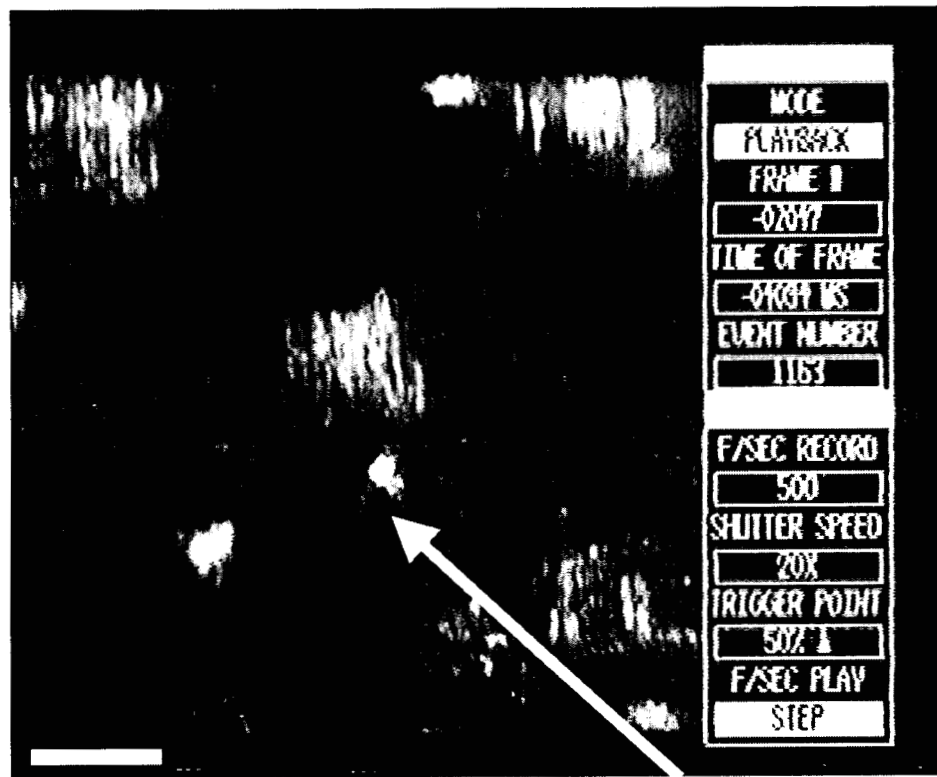 MODE
PLAYBACK
FRAME #
TIME OF FRAME
EVENT NUMBER
1163
F/SEC RECORD
500
SHUTTER SPEED
20X
TRIGGER POINT
50%
F/SEC PLAY
STEP